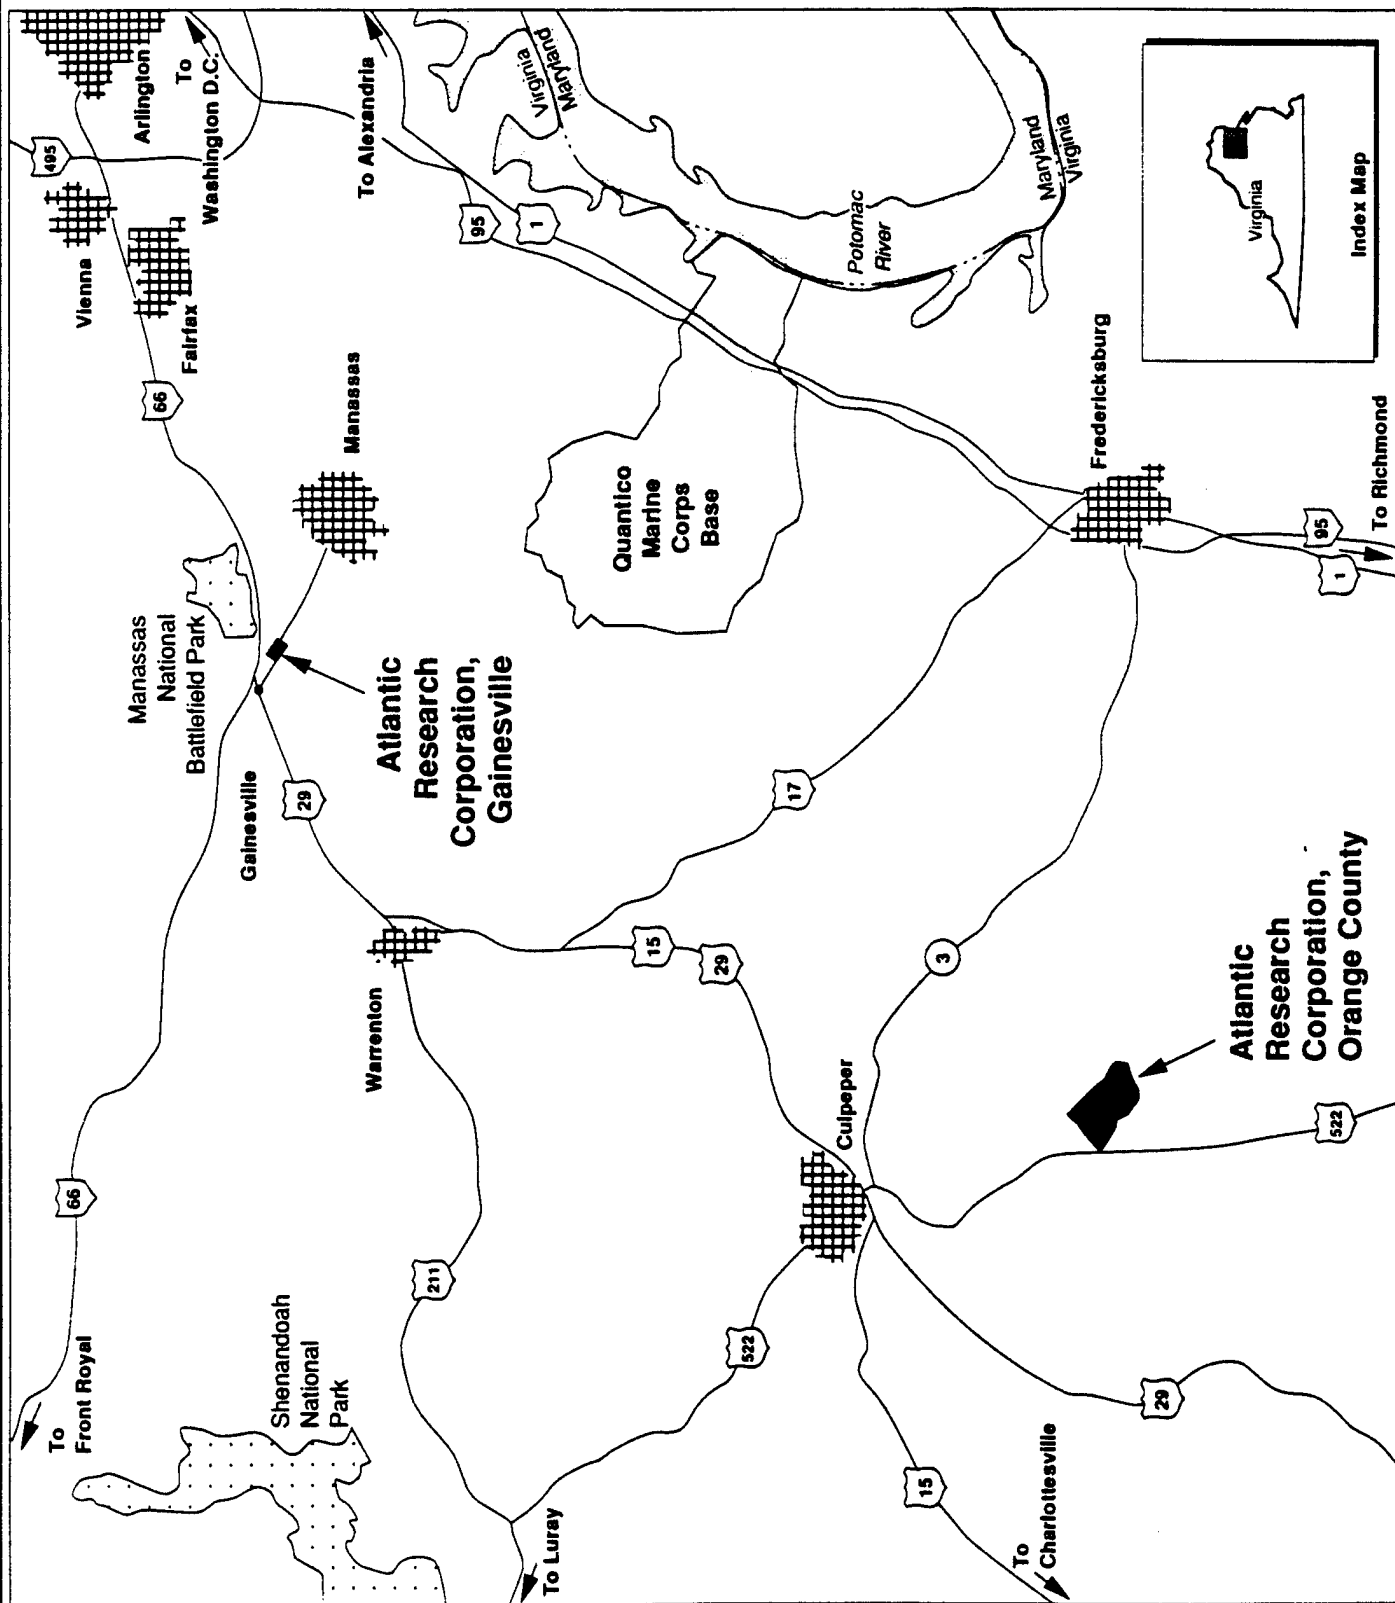 To
Front Royal
66
Shenandoah
National
Park
211
To Luray
522
15
To
Charlottesville
29
Culpeper
Warrenton
Gainesville
29
Manassas
National
Battlefield Park
Atlantic
Research
Corporation,
Gainesville
15
29
17
3
Atlantic
Research
Corporation,
Orange County
522
Manassas
66
Fairfax
Vienna
495
Arlington
To
Washington D.C.
To Alexandria
95
1
Quantico
Marine
Corps
Base
Virginia
Maryland
Potomac
River
Maryland
Virginia
Fredericksburg
95
1
To Richmond
Virginia
Index Map